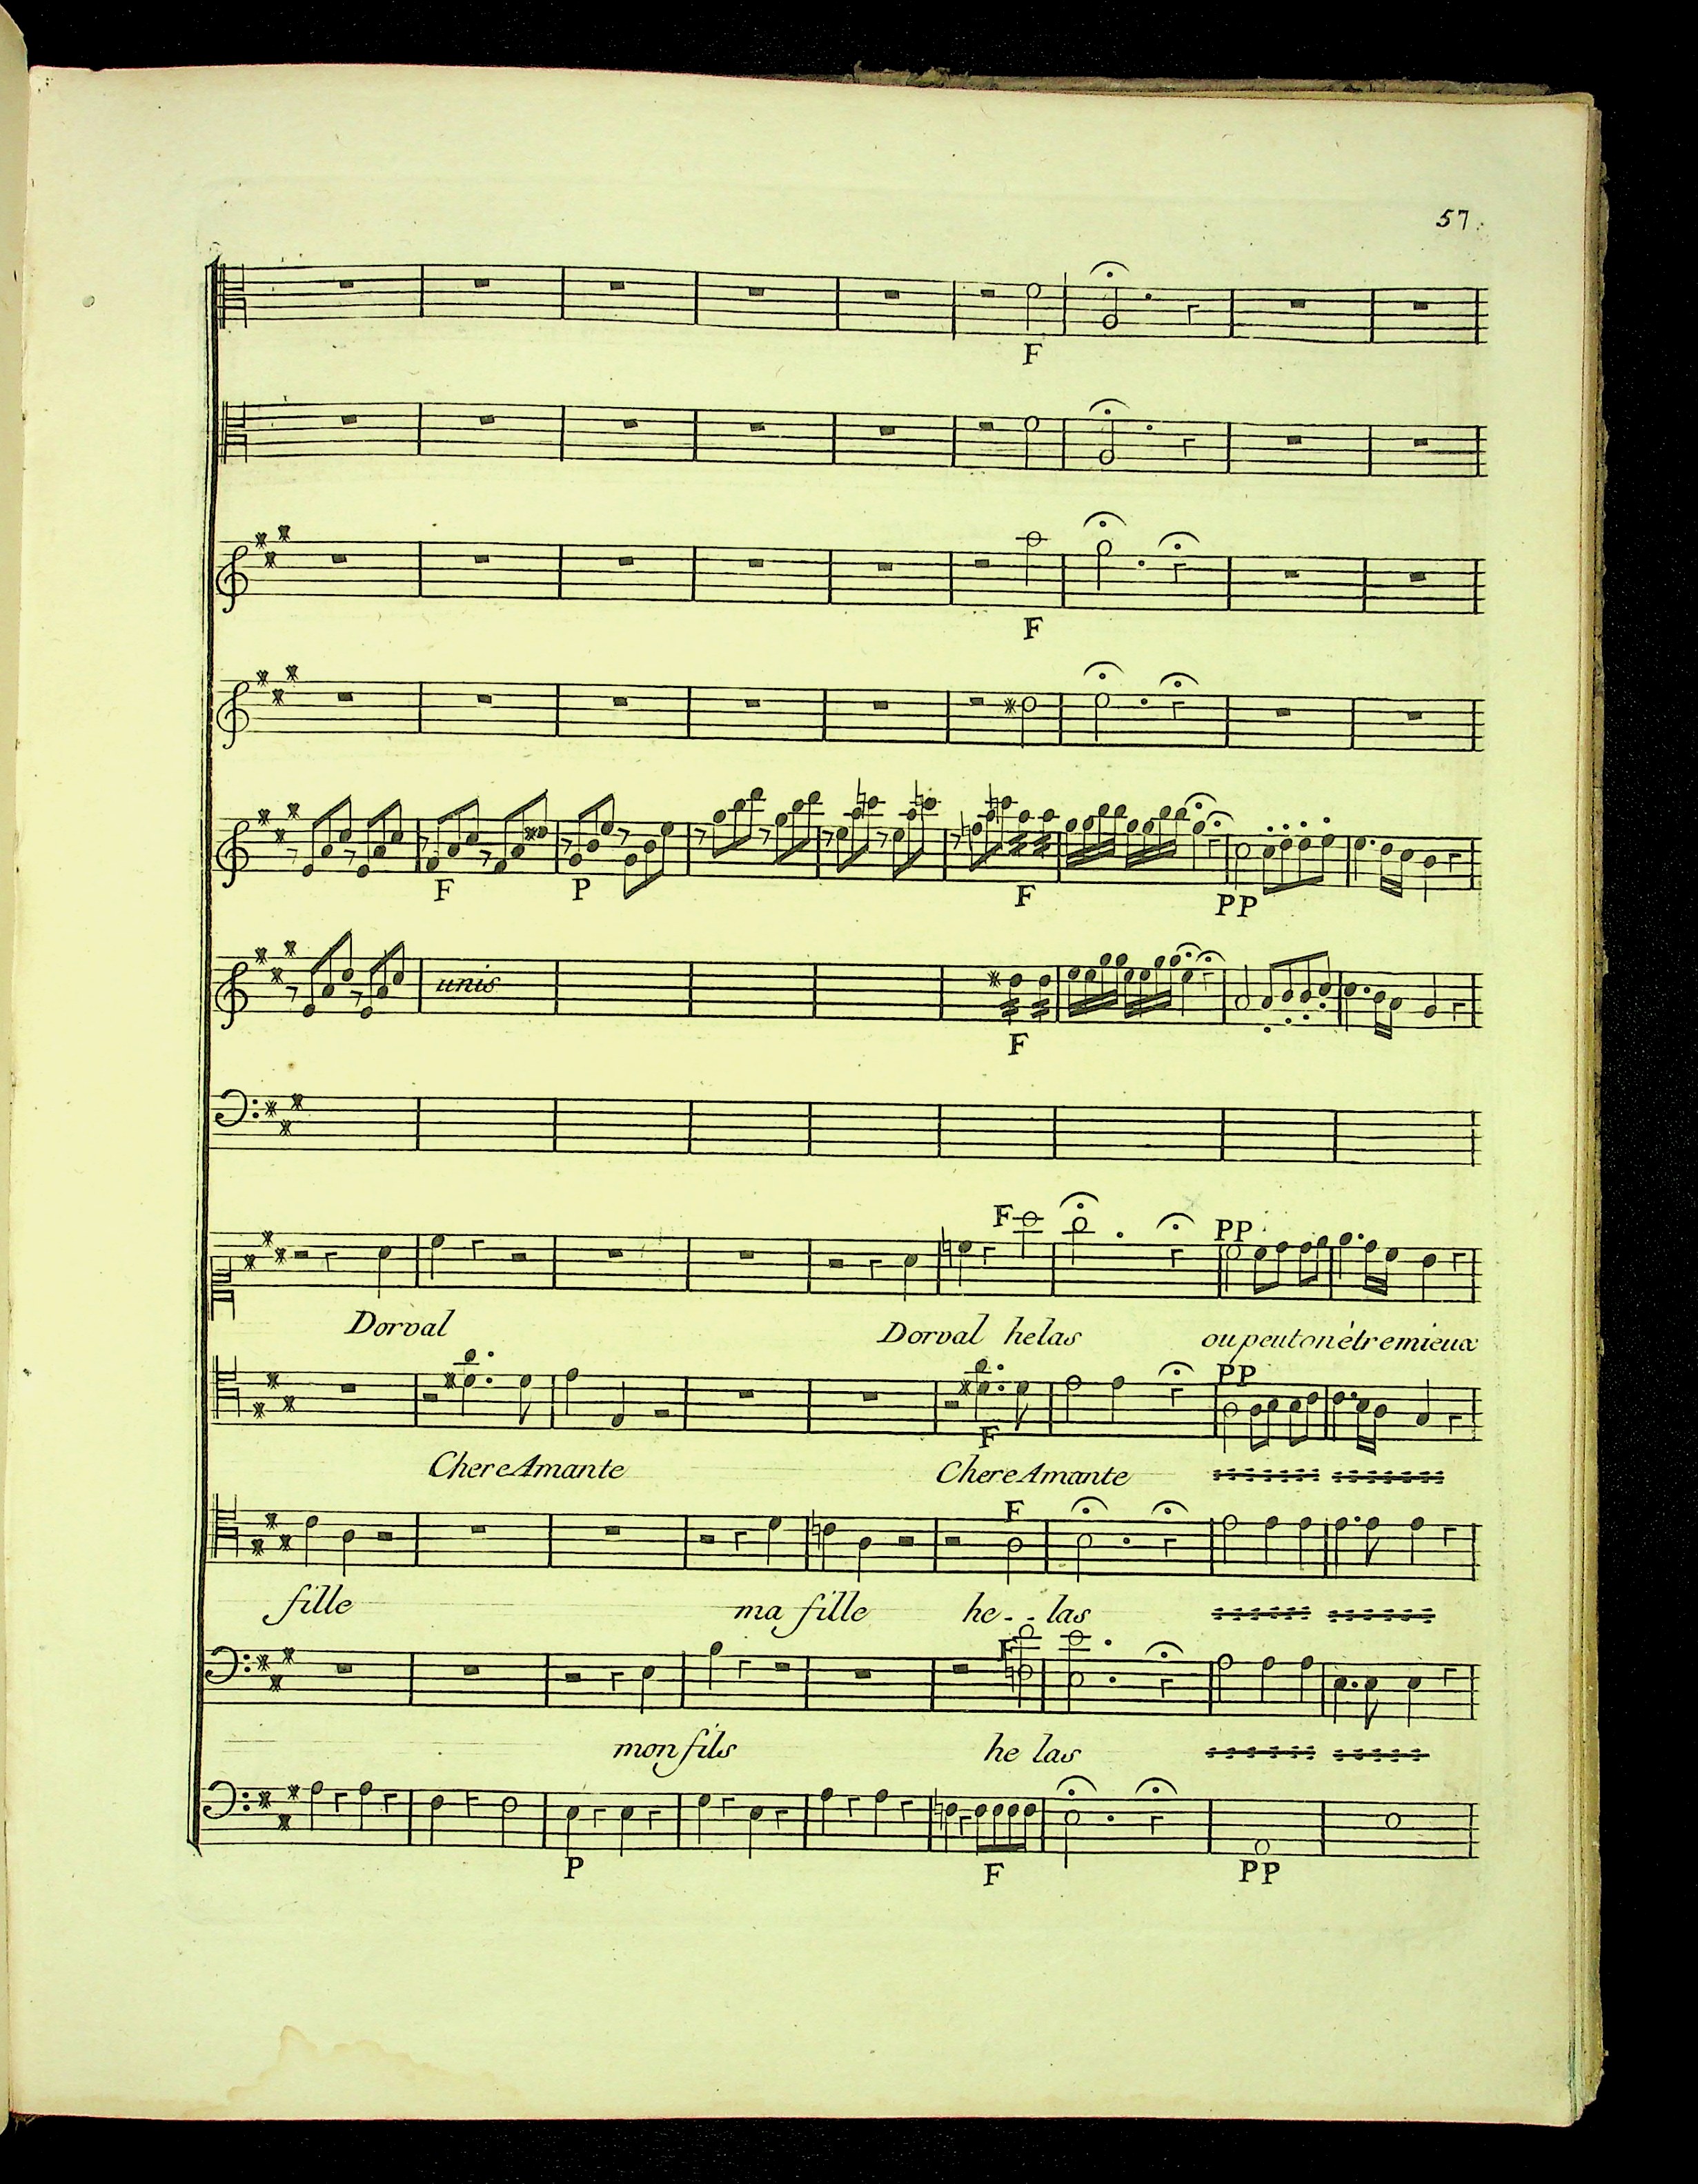 57.
F
F
F P F PP
unis
F
F PP
Dorval Dorval helas ou peut on être mieux
PP
F
Chere Amante Chere Amante
F
fille ma fille he - - las
F
mon fils he las
P F PP